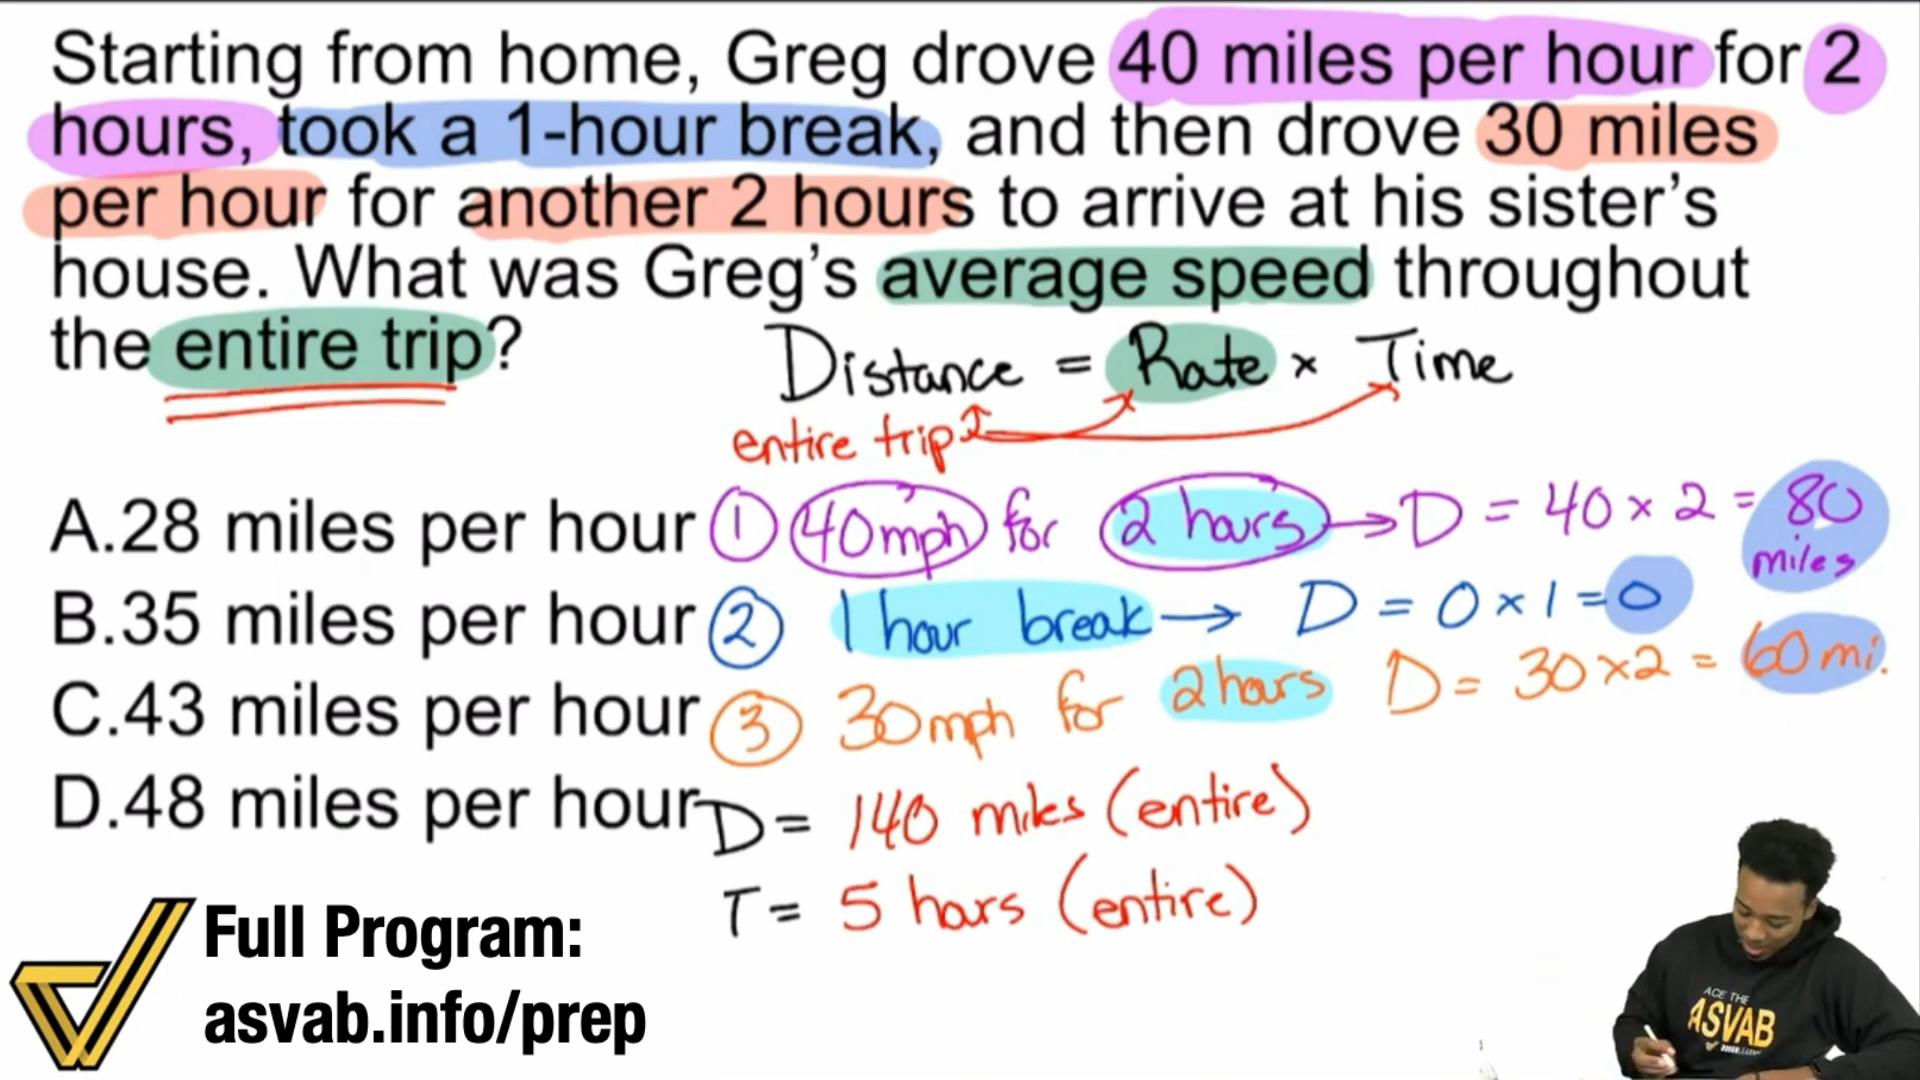 Starting from home, Greg drove 40 miles per hour for 2
hours, took a 1-hour break, and then drove 30 miles
per hour for another 2 hours to arrive at his sister’s
house. What was Greg’s average speed throughout
the entire trip?
Distance = Rate × Time
entire trip
A.28 miles per hour
① 40mph for 2 hours → D = 40 × 2 = 80
miles
B.35 miles per hour
② 1 hour break → D = 0 × 1 = 0
C.43 miles per hour
③ 30mph for 2 hours D = 30 × 2 = 60 mi.
D.48 miles per hour
D = 140 miles (entire)
T = 5 hours (entire)
Full Program:
asvab.info/prep
ACE THE
ASVAB